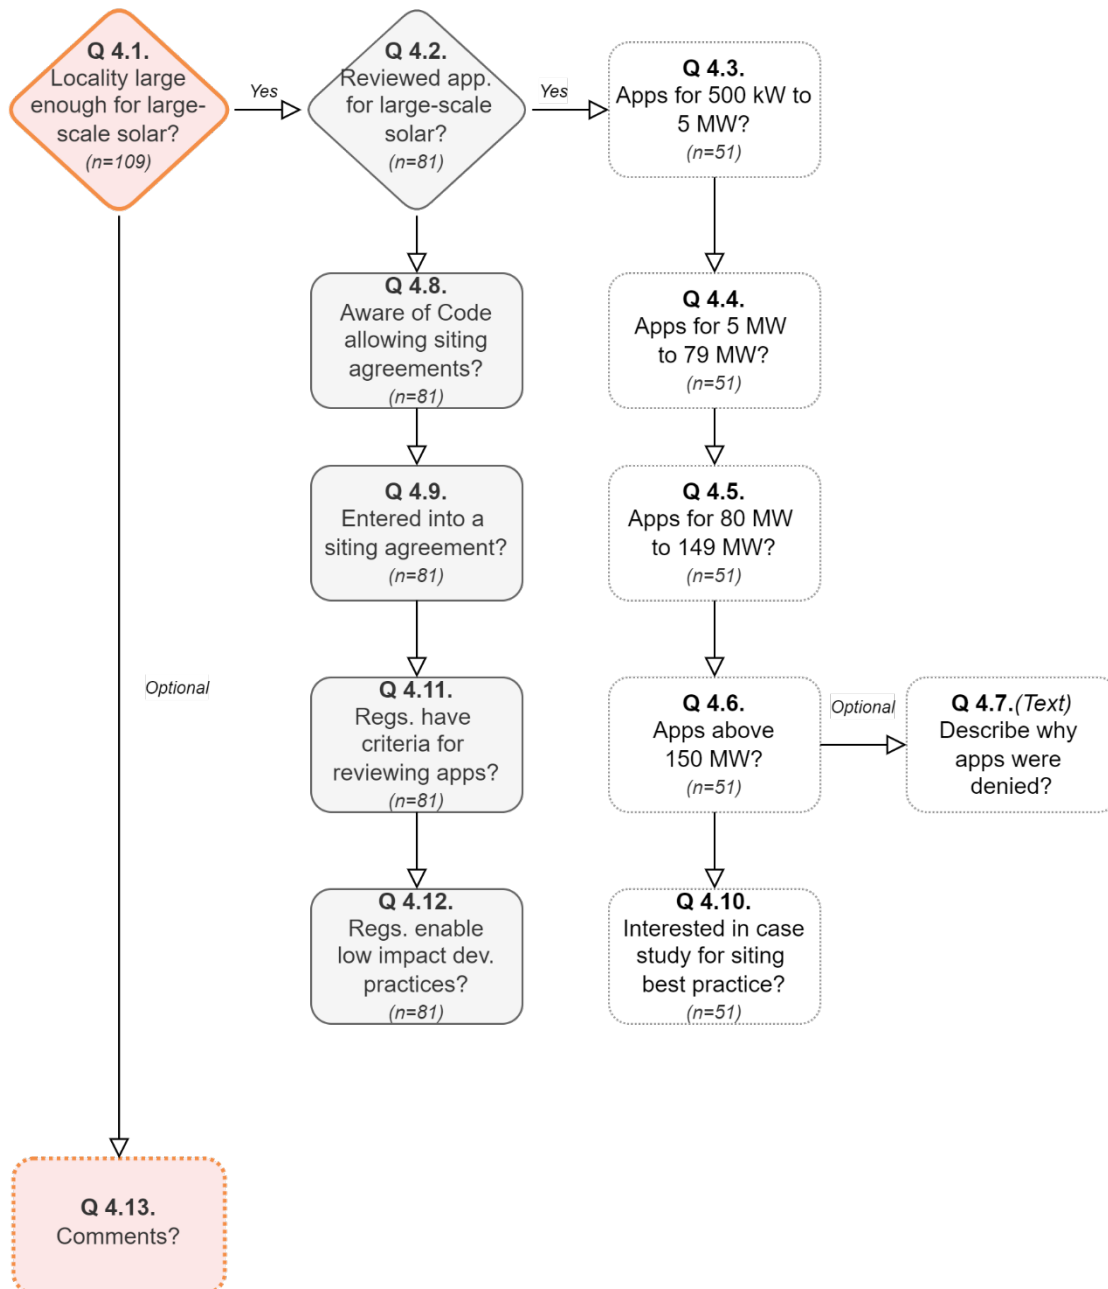 Q 4.1.
Locality large
enough for large-
scale solar?
(n=109)
Yes
Q 4.2.
Reviewed app.
for large-scale
solar?
(n=81)
Yes
Q 4.3.
Apps for 500 kW to
5 MW?
(n=51)
Q 4.8.
Aware of Code
allowing siting
agreements?
(n=81)
Q 4.4.
Apps for 5 MW
to 79 MW?
(n=51)
Q 4.9.
Entered into a
siting agreement?
(n=81)
Q 4.5.
Apps for 80 MW
to 149 MW?
(n=51)
Optional
Q 4.11.
Regs. have
criteria for
reviewing apps?
(n=81)
Q 4.6.
Apps above
150 MW?
(n=51)
Optional
Q 4.7.(Text)
Describe why
apps were
denied?
Q 4.12.
Regs. enable
low impact dev.
practices?
(n=81)
Q 4.10.
Interested in case
study for siting
best practice?
(n=51)
Q 4.13.
Comments?